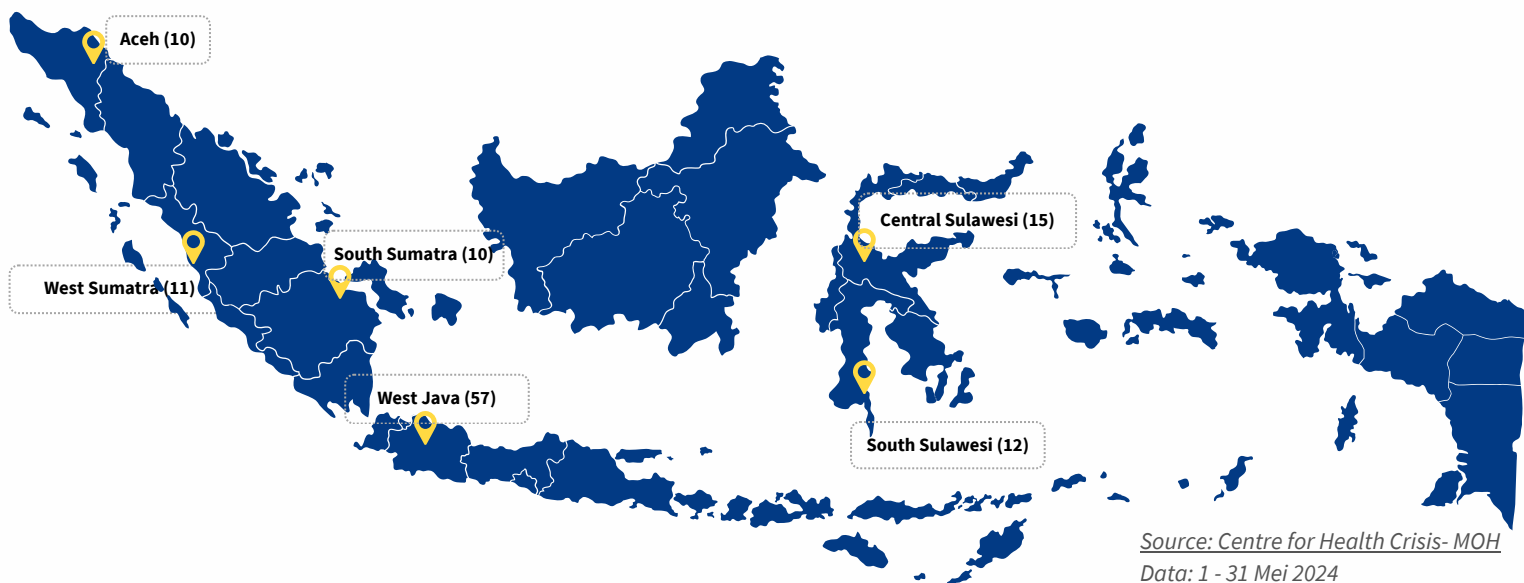 Aceh (10)
Central Sulawesi (15)
South Sumatra (10)
West Sumatra (11)
West Java (57)
South Sulawesi (12)
Source: Centre for Health Crisis- MOH
Data: 1 - 31 Mei 2024